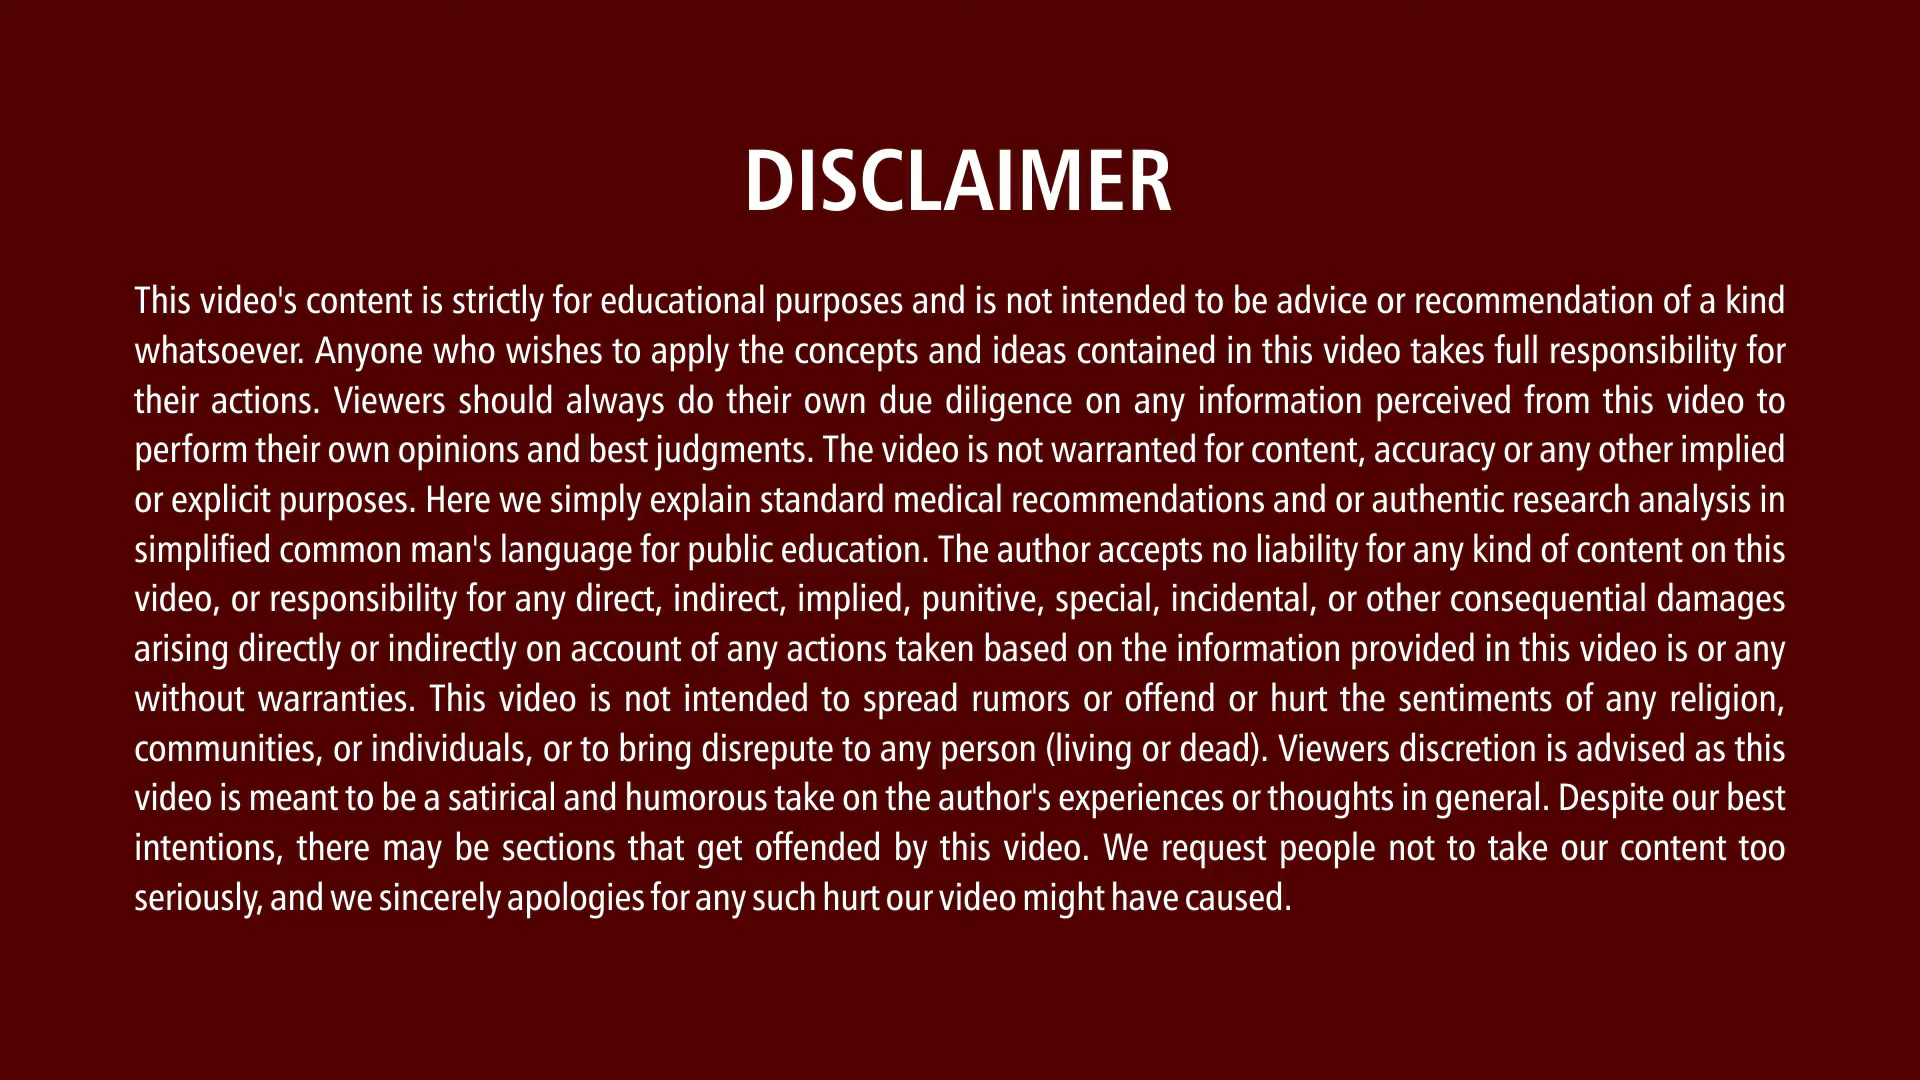 DISCLAIMER
This video's content is strictly for educational purposes and is not intended to be advice or recommendation of a kind
whatsoever. Anyone who wishes to apply the concepts and ideas contained in this video takes full responsibility for
their actions. Viewers should always do their own due diligence on any information perceived from this video to
perform their own opinions and best judgments. The video is not warranted for content, accuracy or any other implied
or explicit purposes. Here we simply explain standard medical recommendations and or authentic research analysis in
simplified common man's language for public education. The author accepts no liability for any kind of content on this
video, or responsibility for any direct, indirect, implied, punitive, special, incidental, or other consequential damages
arising directly or indirectly on account of any actions taken based on the information provided in this video is or any
without warranties. This video is not intended to spread rumors or offend or hurt the sentiments of any religion,
communities, or individuals, or to bring disrepute to any person (living or dead). Viewers discretion is advised as this
video is meant to be a satirical and humorous take on the author's experiences or thoughts in general. Despite our best
intentions, there may be sections that get offended by this video. We request people not to take our content too
seriously, and we sincerely apologies for any such hurt our video might have caused.